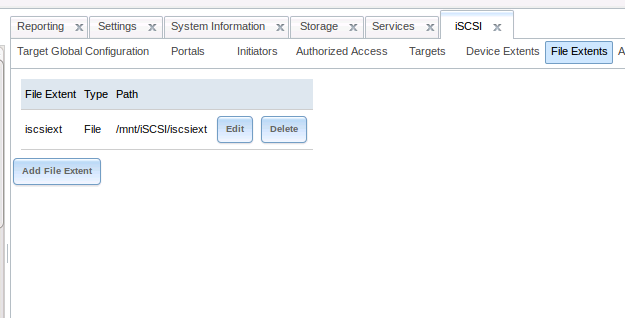 Reporting x Settings x System Information x Storage x Services x iSCSI x
Target Global Configuration Portals Initiators Authorized Access Targets Device Extents File Extents A
File Extent Type Path
iscsiext File /mnt/iSCSI/iscsiext Edit Delete
Add File Extent